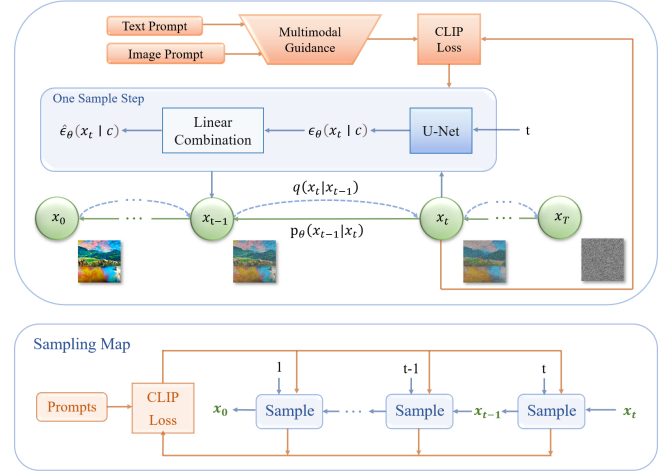 Text Prompt
Image Prompt
Multimodal
Guidance
CLIP
Loss
One Sample Step
ϵ̂θ(xt | c)
Linear
Combination
ϵθ(xt | c)
U-Net
t
q(xt|xt−1)
x0
...
xt−1
xt
...
xT
...
pθ(xt−1|xt)
...
Sampling Map
1
t-1
t
Prompts
CLIP
Loss
x0
Sample
...
Sample
xt−1
Sample
xt